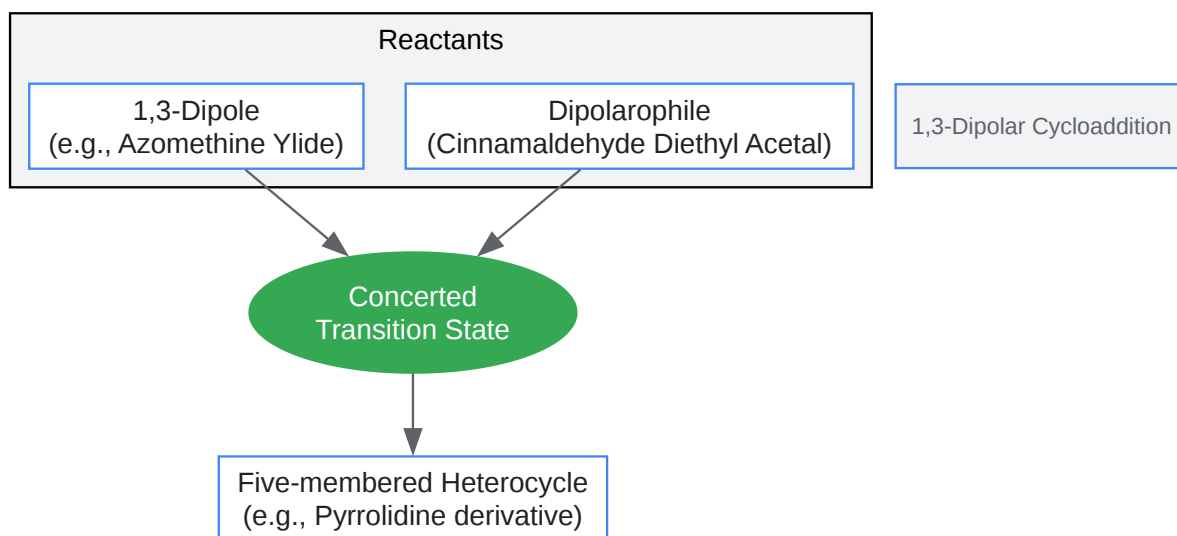 Reactants
1,3-Dipole
(e.g., Azomethine Ylide)
Dipolarophile
(Cinnamaldehyde Diethyl Acetal)
1,3-Dipolar Cycloaddition
Concerted
Transition State
Five-membered Heterocycle
(e.g., Pyrrolidine derivative)